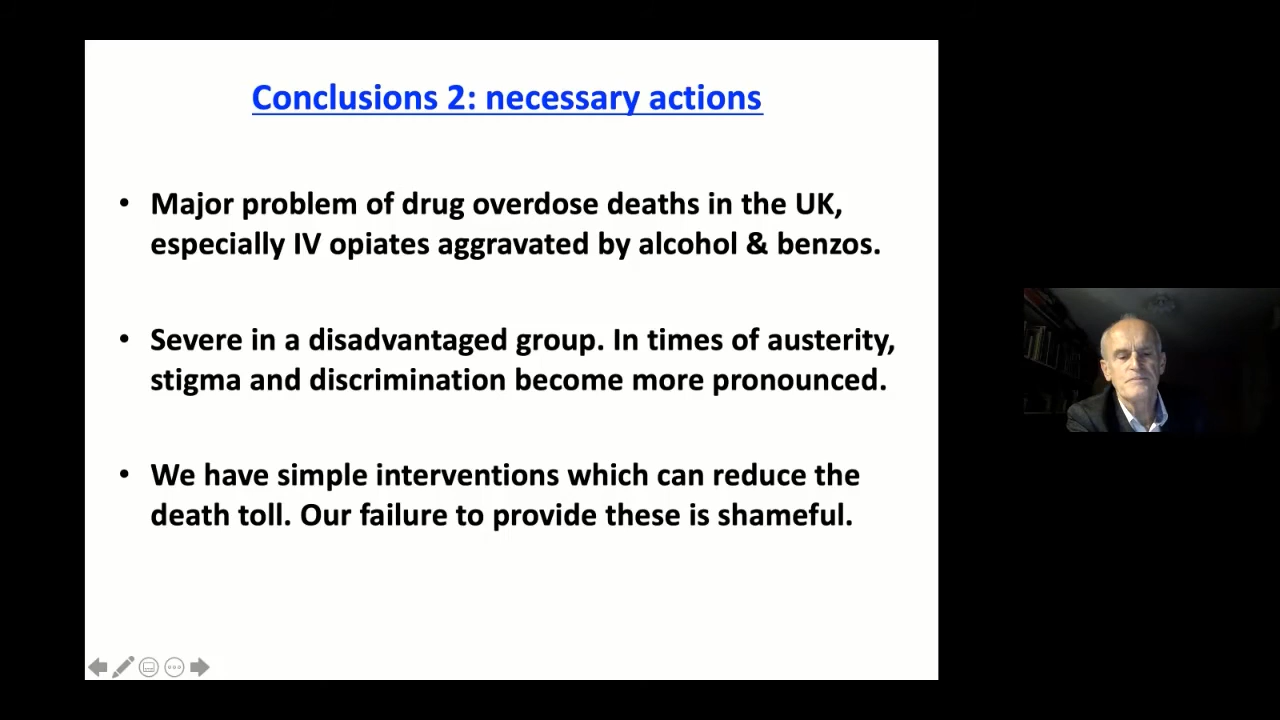 Conclusions 2: necessary actions
• Major problem of drug overdose deaths in the UK,
especially IV opiates aggravated by alcohol & benzos.
• Severe in a disadvantaged group. In times of austerity,
stigma and discrimination become more pronounced.
• We have simple interventions which can reduce the
death toll. Our failure to provide these is shameful.